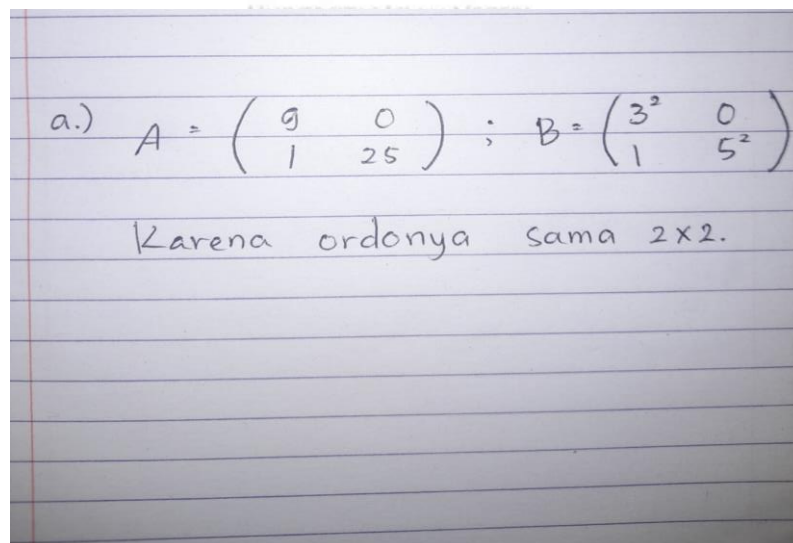 a.) A = ( 9 0 ) ; B = ( 3² 0 )
( 1 25 ) ( 1 5² )
Karena ordonya sama 2x2.